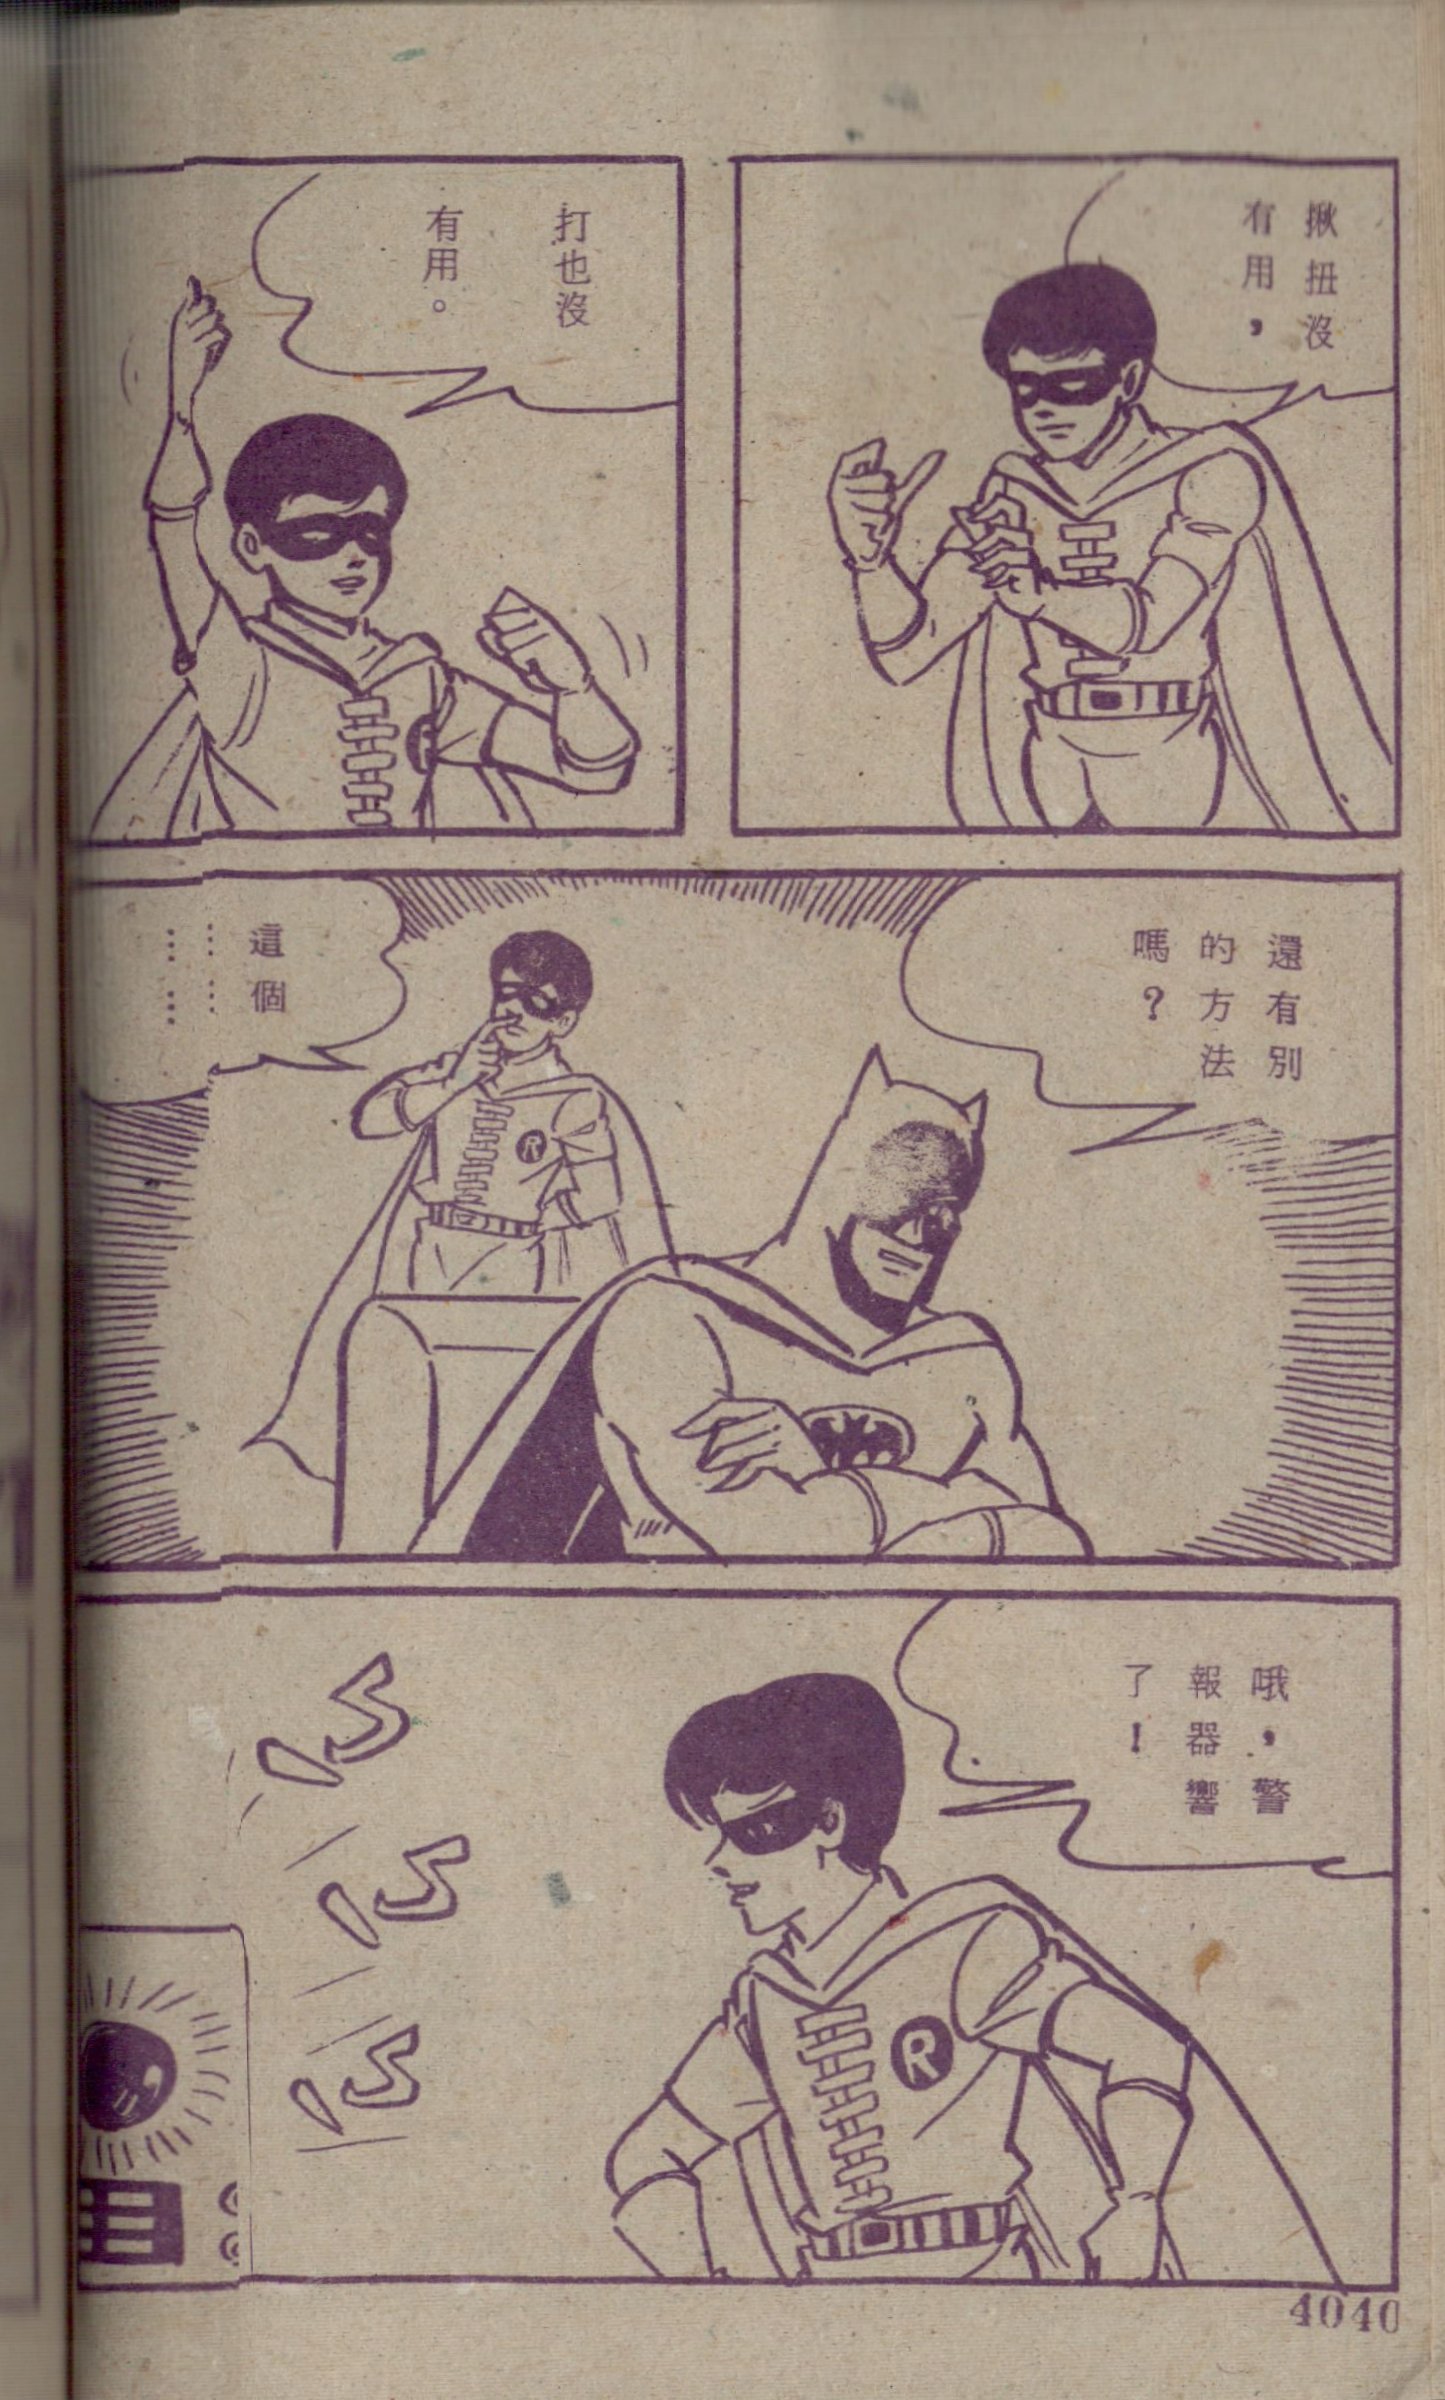 揪扭沒
有用，
打也沒
有用。
還有別
的方法
嗎？
這個
……
……
R
哦，警
報器響
了！
R
4040